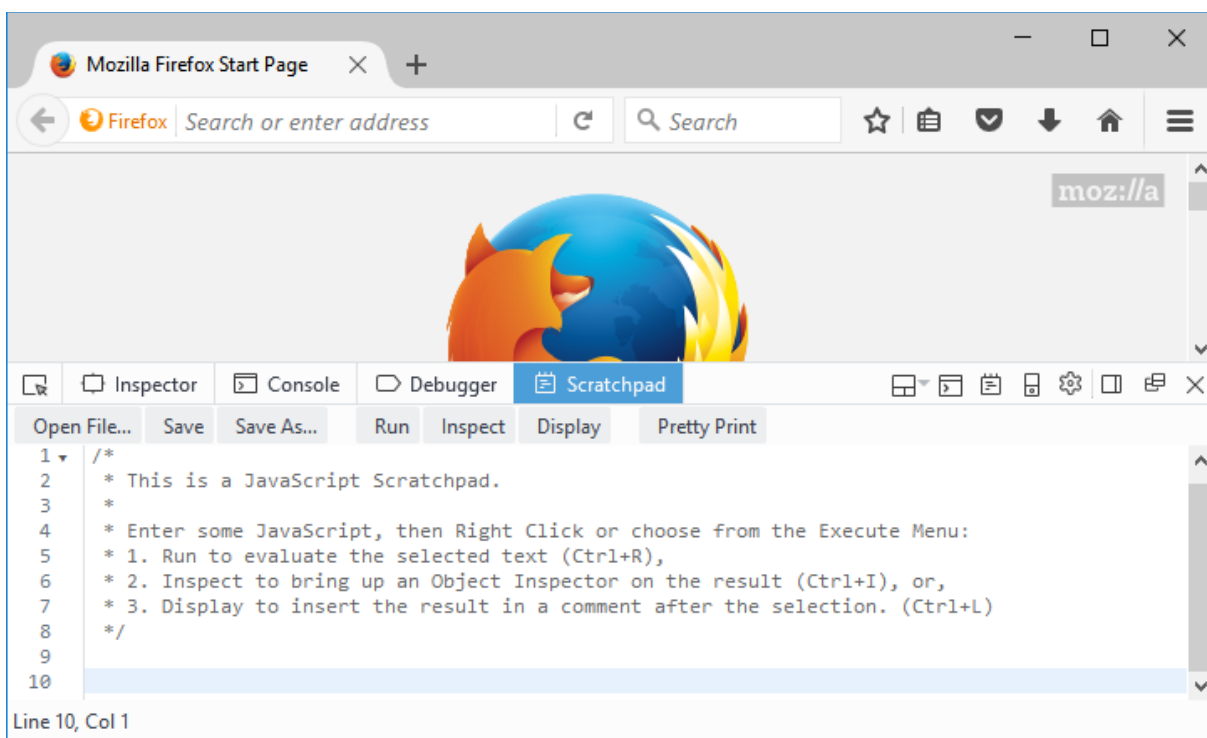 Mozilla Firefox Start Page
Firefox Search or enter address Search
moz://a
Inspector Console Debugger Scratchpad
Open File... Save Save As... Run Inspect Display Pretty Print
1 /*
2  * This is a JavaScript Scratchpad.
3  *
4  * Enter some JavaScript, then Right Click or choose from the Execute Menu:
5  * 1. Run to evaluate the selected text (Ctrl+R),
6  * 2. Inspect to bring up an Object Inspector on the result (Ctrl+I), or,
7  * 3. Display to insert the result in a comment after the selection. (Ctrl+L)
8  */
9
10
Line 10, Col 1